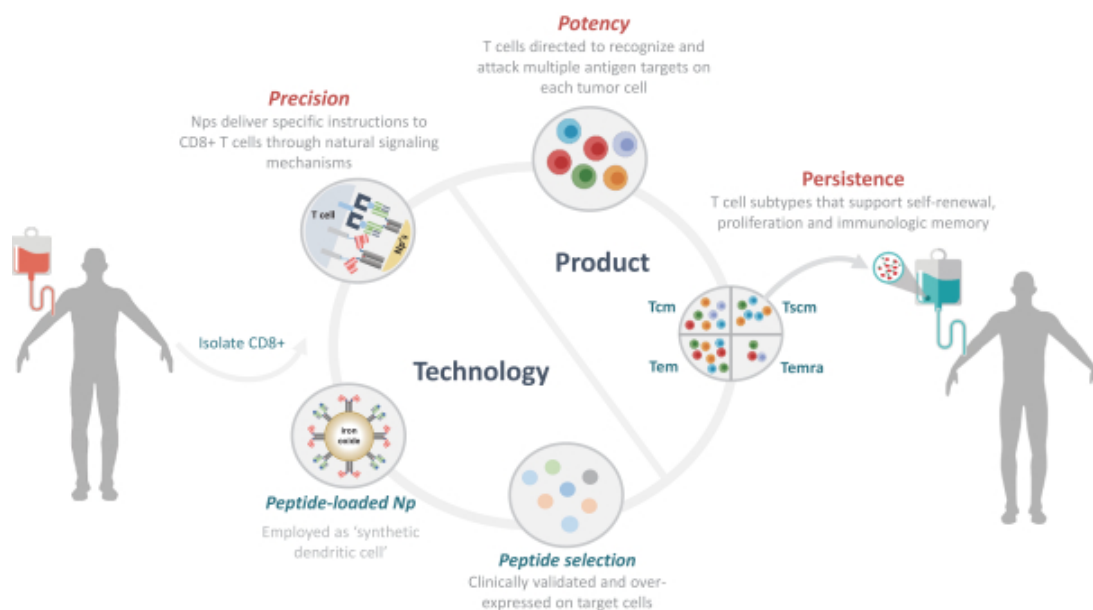 Potency
T cells directed to recognize and
attack multiple antigen targets on
each tumor cell
Precision
Nps deliver specific instructions to
CD8+ T cells through natural signaling
mechanisms
T cell
Np's
Persistence
T cell subtypes that support self-renewal,
proliferation and immunologic memory
Product
Tcm
Tscm
Tem
Temra
Isolate CD8+
Technology
iron
oxide
Peptide-loaded Np
Employed as ‘synthetic
dendritic cell’
Peptide selection
Clinically validated and over-
expressed on target cells